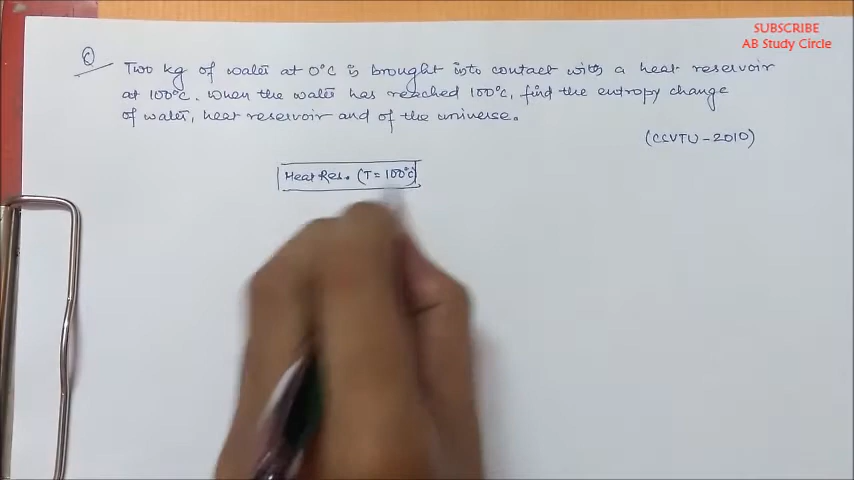 SUBSCRIBE
AB Study Circle
Q
Two kg of water at 0°C is brought into contact with a heat reservoir
at 100°C. When the water has reached 100°C, find the entropy change
of water, heat reservoir and of the universe.
(CCVTU-2010)
Heat Res. (T=100°C)